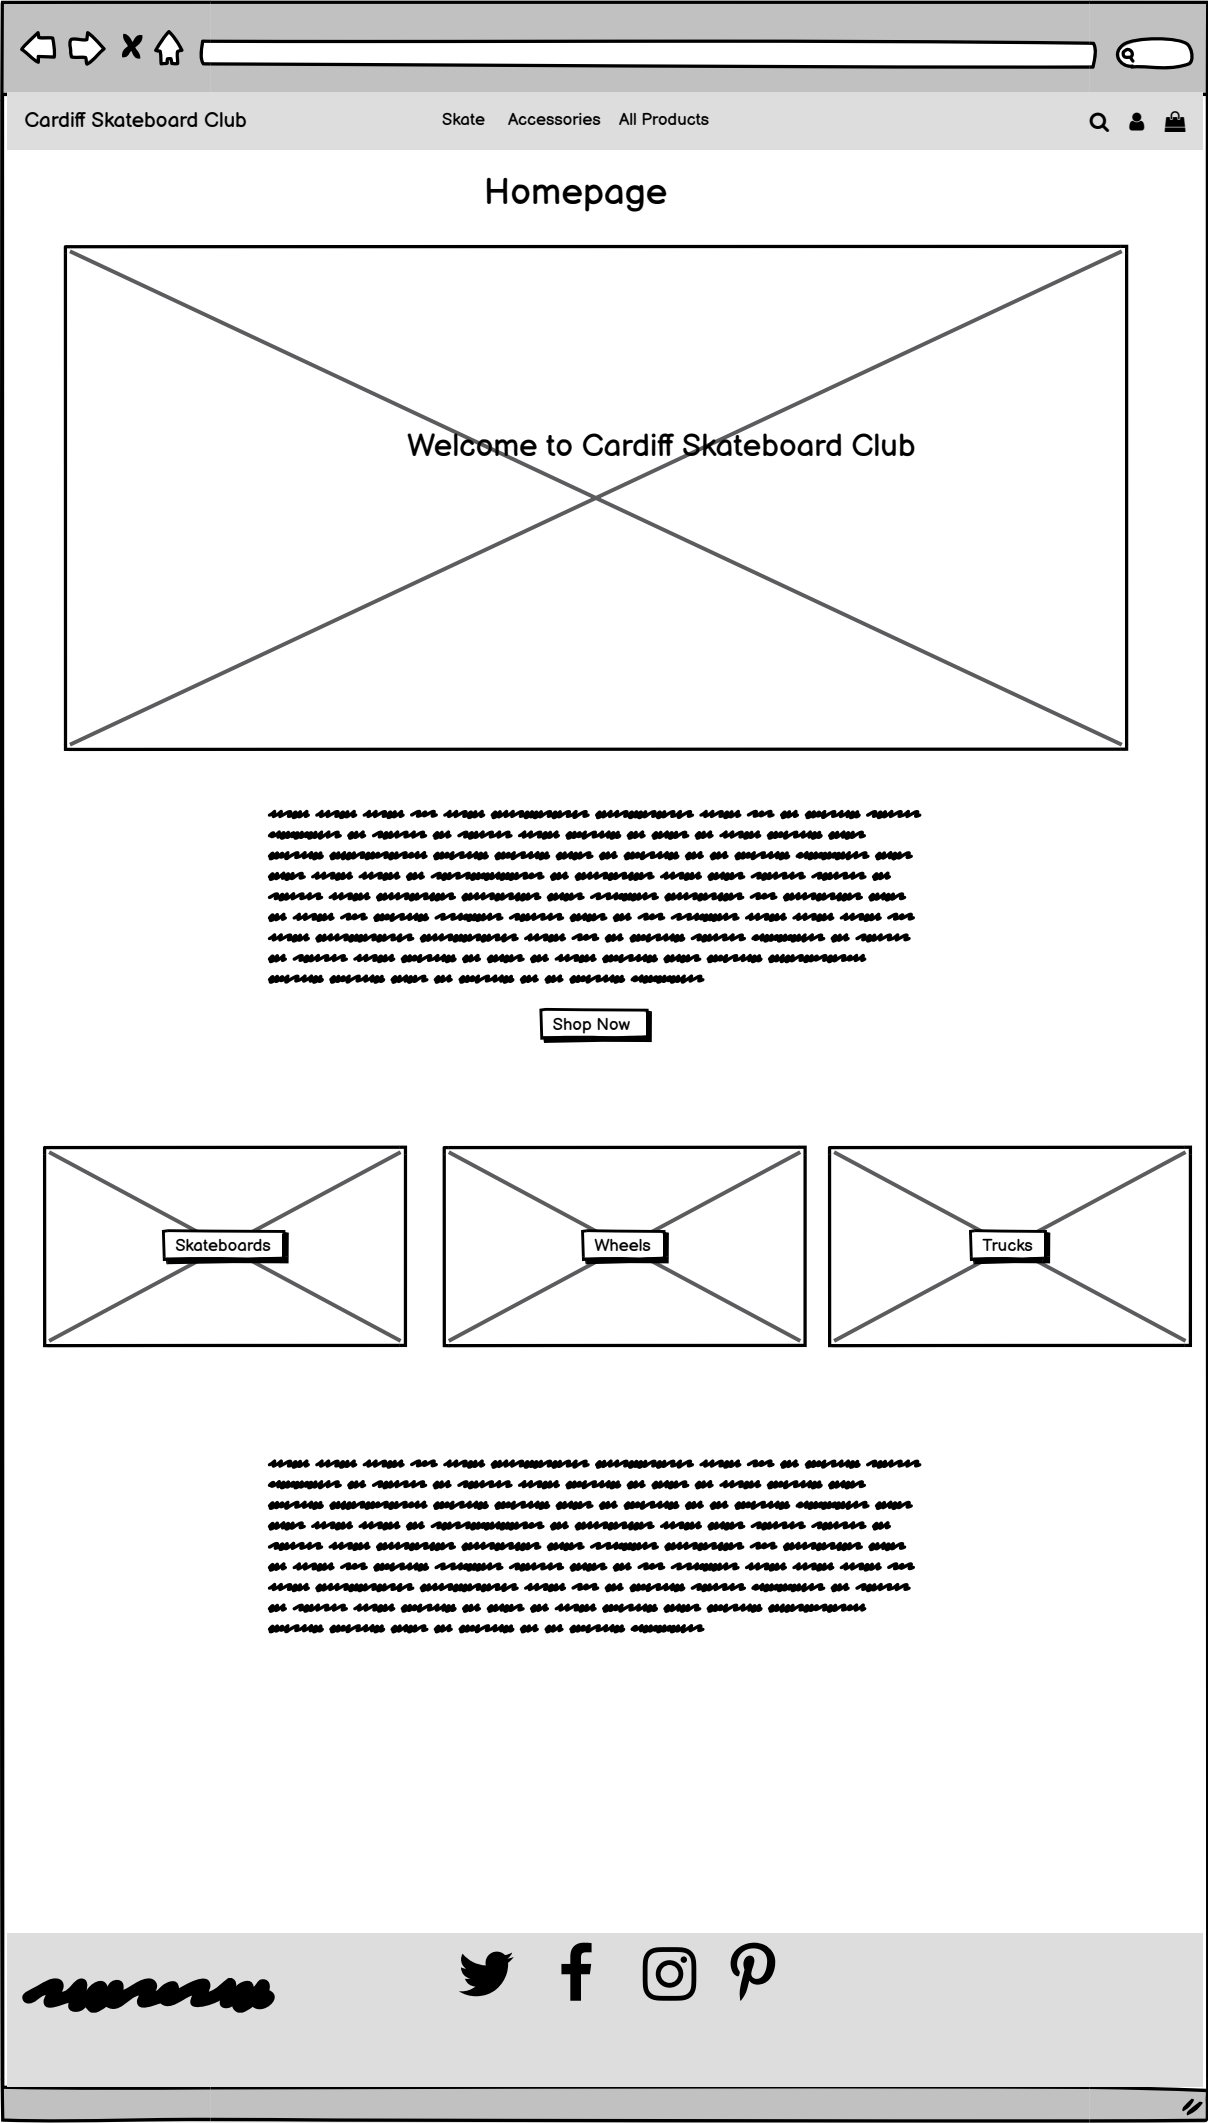 Cardiff Skateboard Club
Skate Accessories All Products
Homepage
Welcome to Cardiff Skateboard Club
Shop Now
Skateboards
Wheels
Trucks